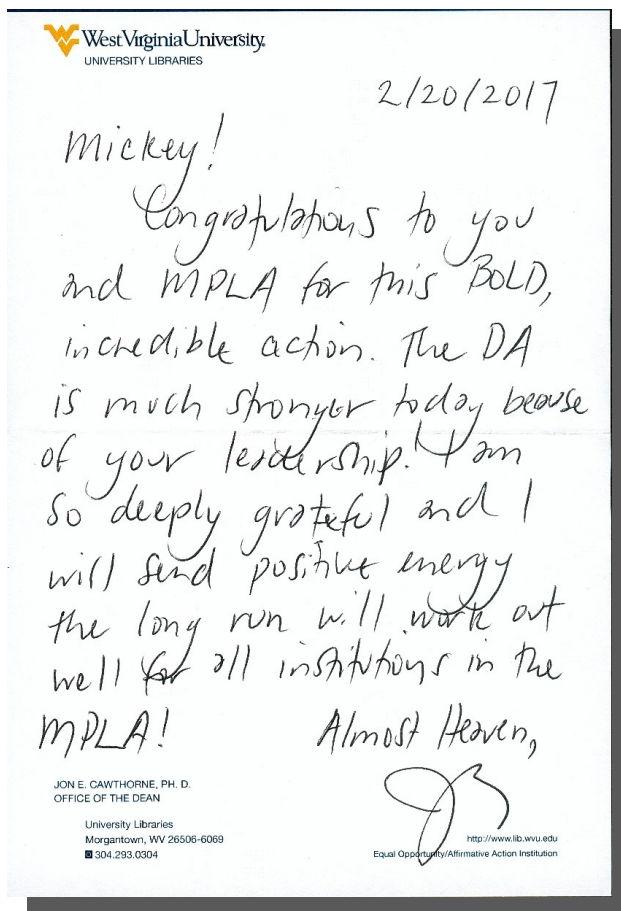 West Virginia University.
UNIVERSITY LIBRARIES
2/20/2017
Mickey!
Congratulations to you
and MPLA for this BOLD,
incredible action. The DA
is much stronger today because
of your leadership! I am
so deeply grateful and I
will send positive energy
the long run will work out
well for all institutions in the
MPLA! Almost Heaven,
JON E. CAWTHORNE, PH. D.
OFFICE OF THE DEAN
University Libraries
Morgantown, WV 26506-6069
304.293.0304
http://www.lib.wvu.edu
Equal Opportunity/Affirmative Action Institution